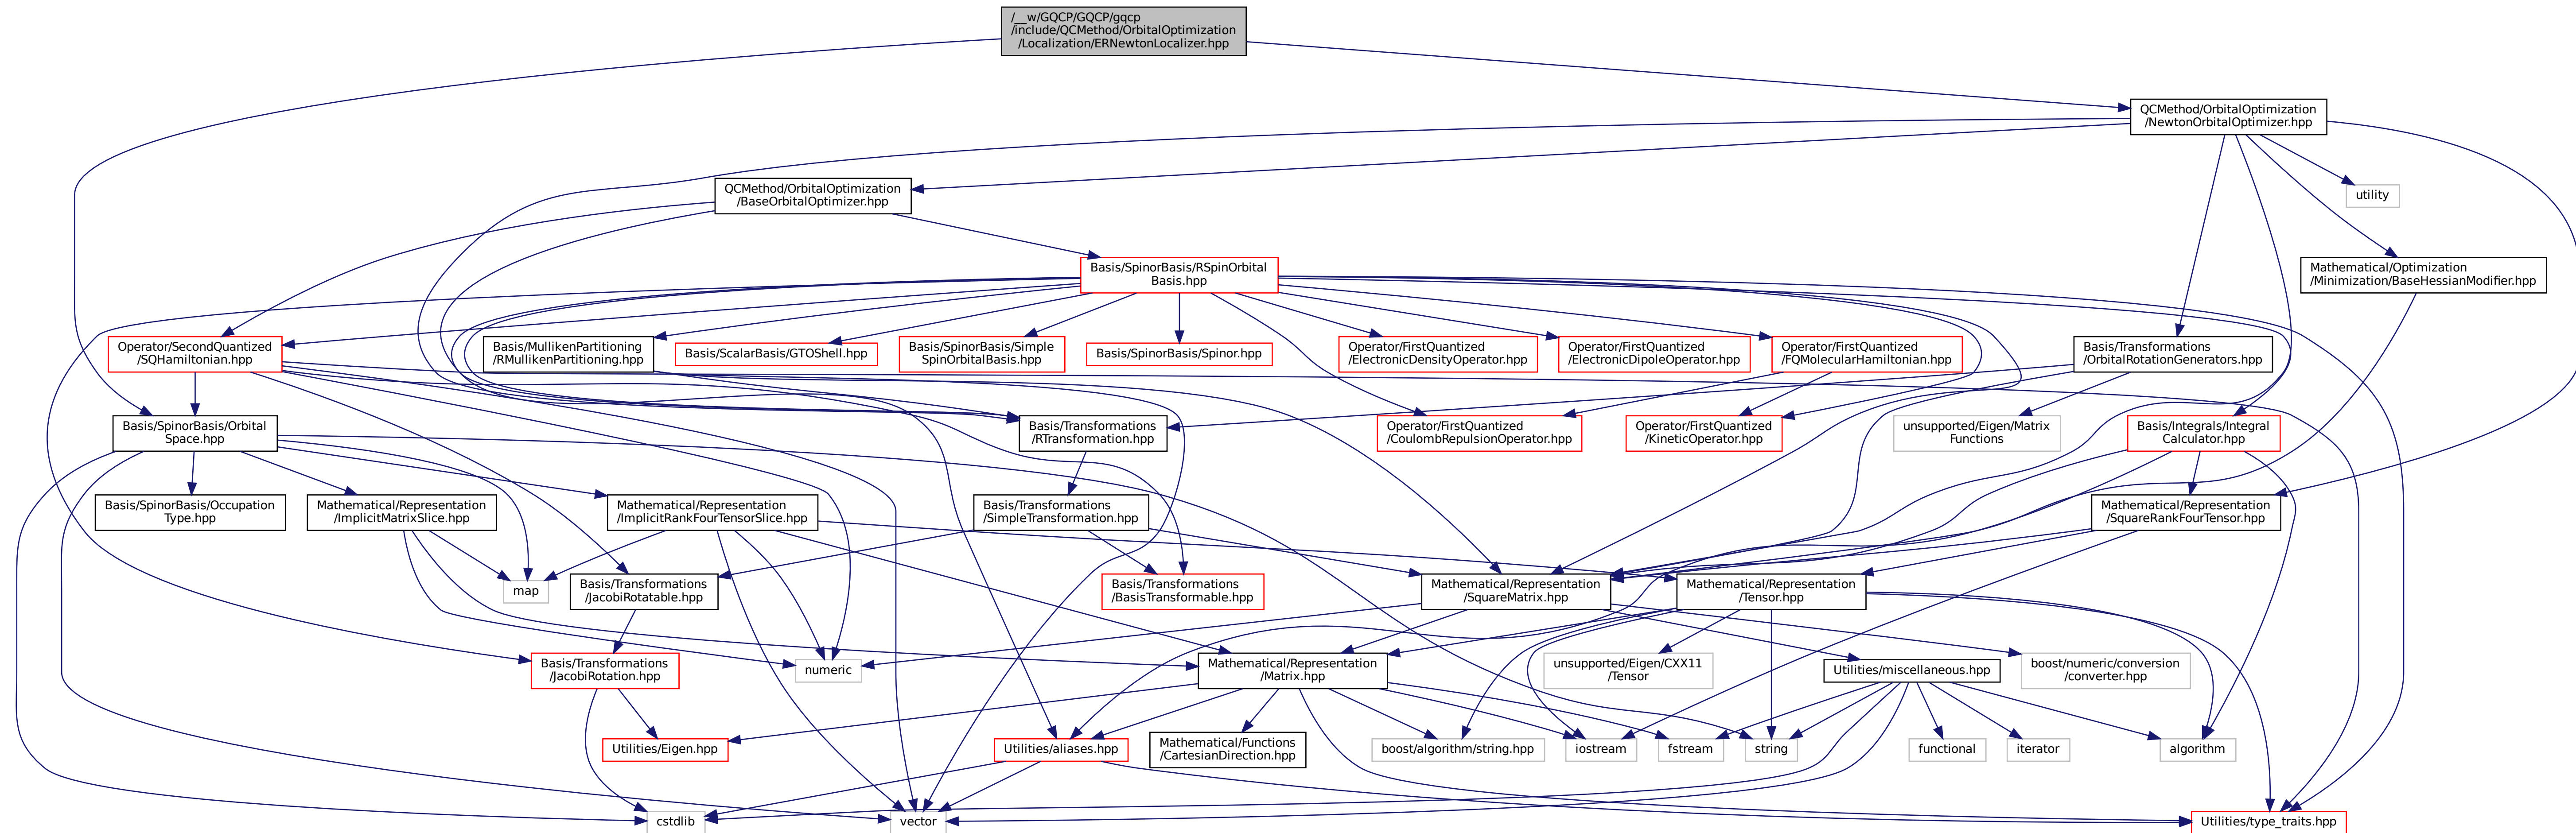 /__w/GQCP/GQCP/gqcp
/include/QCMethod/OrbitalOptimization
/Localization/ERNewtonLocalizer.hpp
QCMethod/OrbitalOptimization
/NewtonOrbitalOptimizer.hpp
QCMethod/OrbitalOptimization
/BaseOrbitalOptimizer.hpp
utility
Basis/SpinorBasis/RSpinOrbital
Basis.hpp
Mathematical/Optimization
/Minimization/BaseHessianModifier.hpp
Operator/SecondQuantized
/SQHamiltonian.hpp
Basis/MullikenPartitioning
/RMullikenPartitioning.hpp
Basis/ScalarBasis/GTOShell.hpp
Basis/SpinorBasis/Simple
SpinOrbitalBasis.hpp
Basis/SpinorBasis/Spinor.hpp
Operator/FirstQuantized
/ElectronicDensityOperator.hpp
Operator/FirstQuantized
/ElectronicDipoleOperator.hpp
Operator/FirstQuantized
/FQMolecularHamiltonian.hpp
Basis/Transformations
/OrbitalRotationGenerators.hpp
Basis/SpinorBasis/Orbital
Space.hpp
Basis/Transformations
/RTransformation.hpp
Operator/FirstQuantized
/CoulombRepulsionOperator.hpp
Operator/FirstQuantized
/KineticOperator.hpp
unsupported/Eigen/Matrix
Functions
Basis/Integrals/Integral
Calculator.hpp
Basis/SpinorBasis/Occupation
Type.hpp
Mathematical/Representation
/ImplicitMatrixSlice.hpp
Mathematical/Representation
/ImplicitRankFourTensorSlice.hpp
Basis/Transformations
/SimpleTransformation.hpp
Mathematical/Representation
/SquareRankFourTensor.hpp
map
Basis/Transformations
/JacobiRotatable.hpp
Basis/Transformations
/BasisTransformable.hpp
Mathematical/Representation
/SquareMatrix.hpp
Mathematical/Representation
/Tensor.hpp
Basis/Transformations
/JacobiRotation.hpp
numeric
Mathematical/Representation
/Matrix.hpp
unsupported/Eigen/CXX11
/Tensor
Utilities/miscellaneous.hpp
boost/numeric/conversion
/converter.hpp
Utilities/Eigen.hpp
Utilities/aliases.hpp
Mathematical/Functions
/CartesianDirection.hpp
boost/algorithm/string.hpp
iostream
fstream
string
functional
iterator
algorithm
cstdlib
vector
Utilities/type_traits.hpp